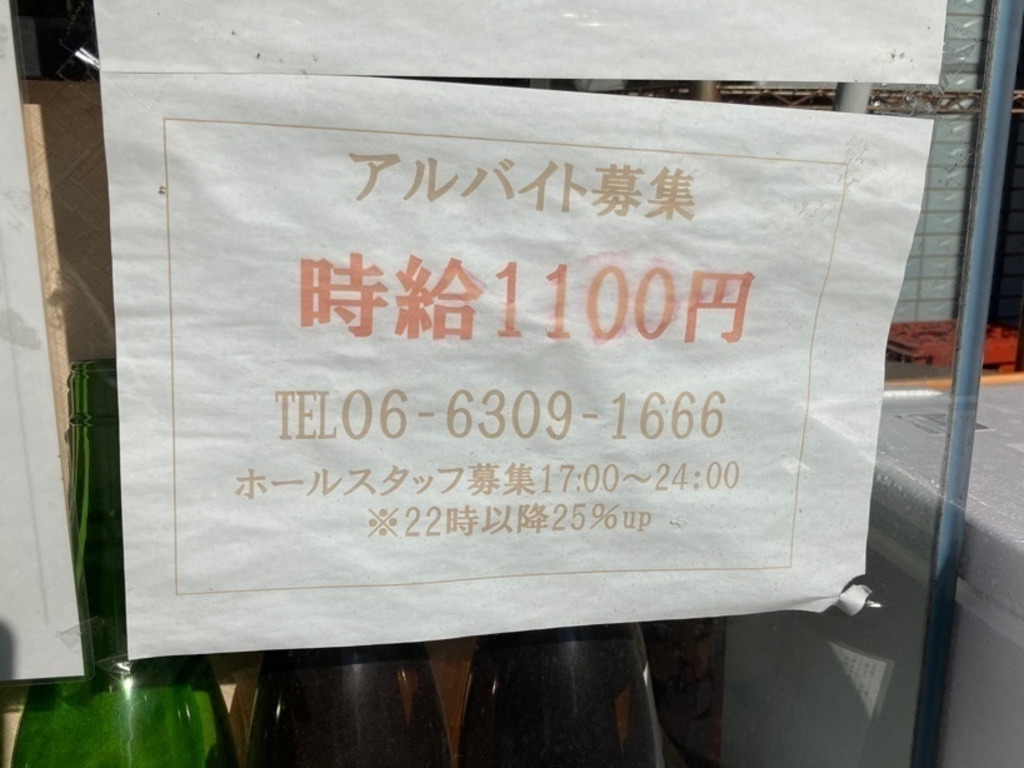 アルバイト募集
時給1100円
TEL06-6309-1666
ホールスタッフ募集17:00～24:00
※22時以降25%up